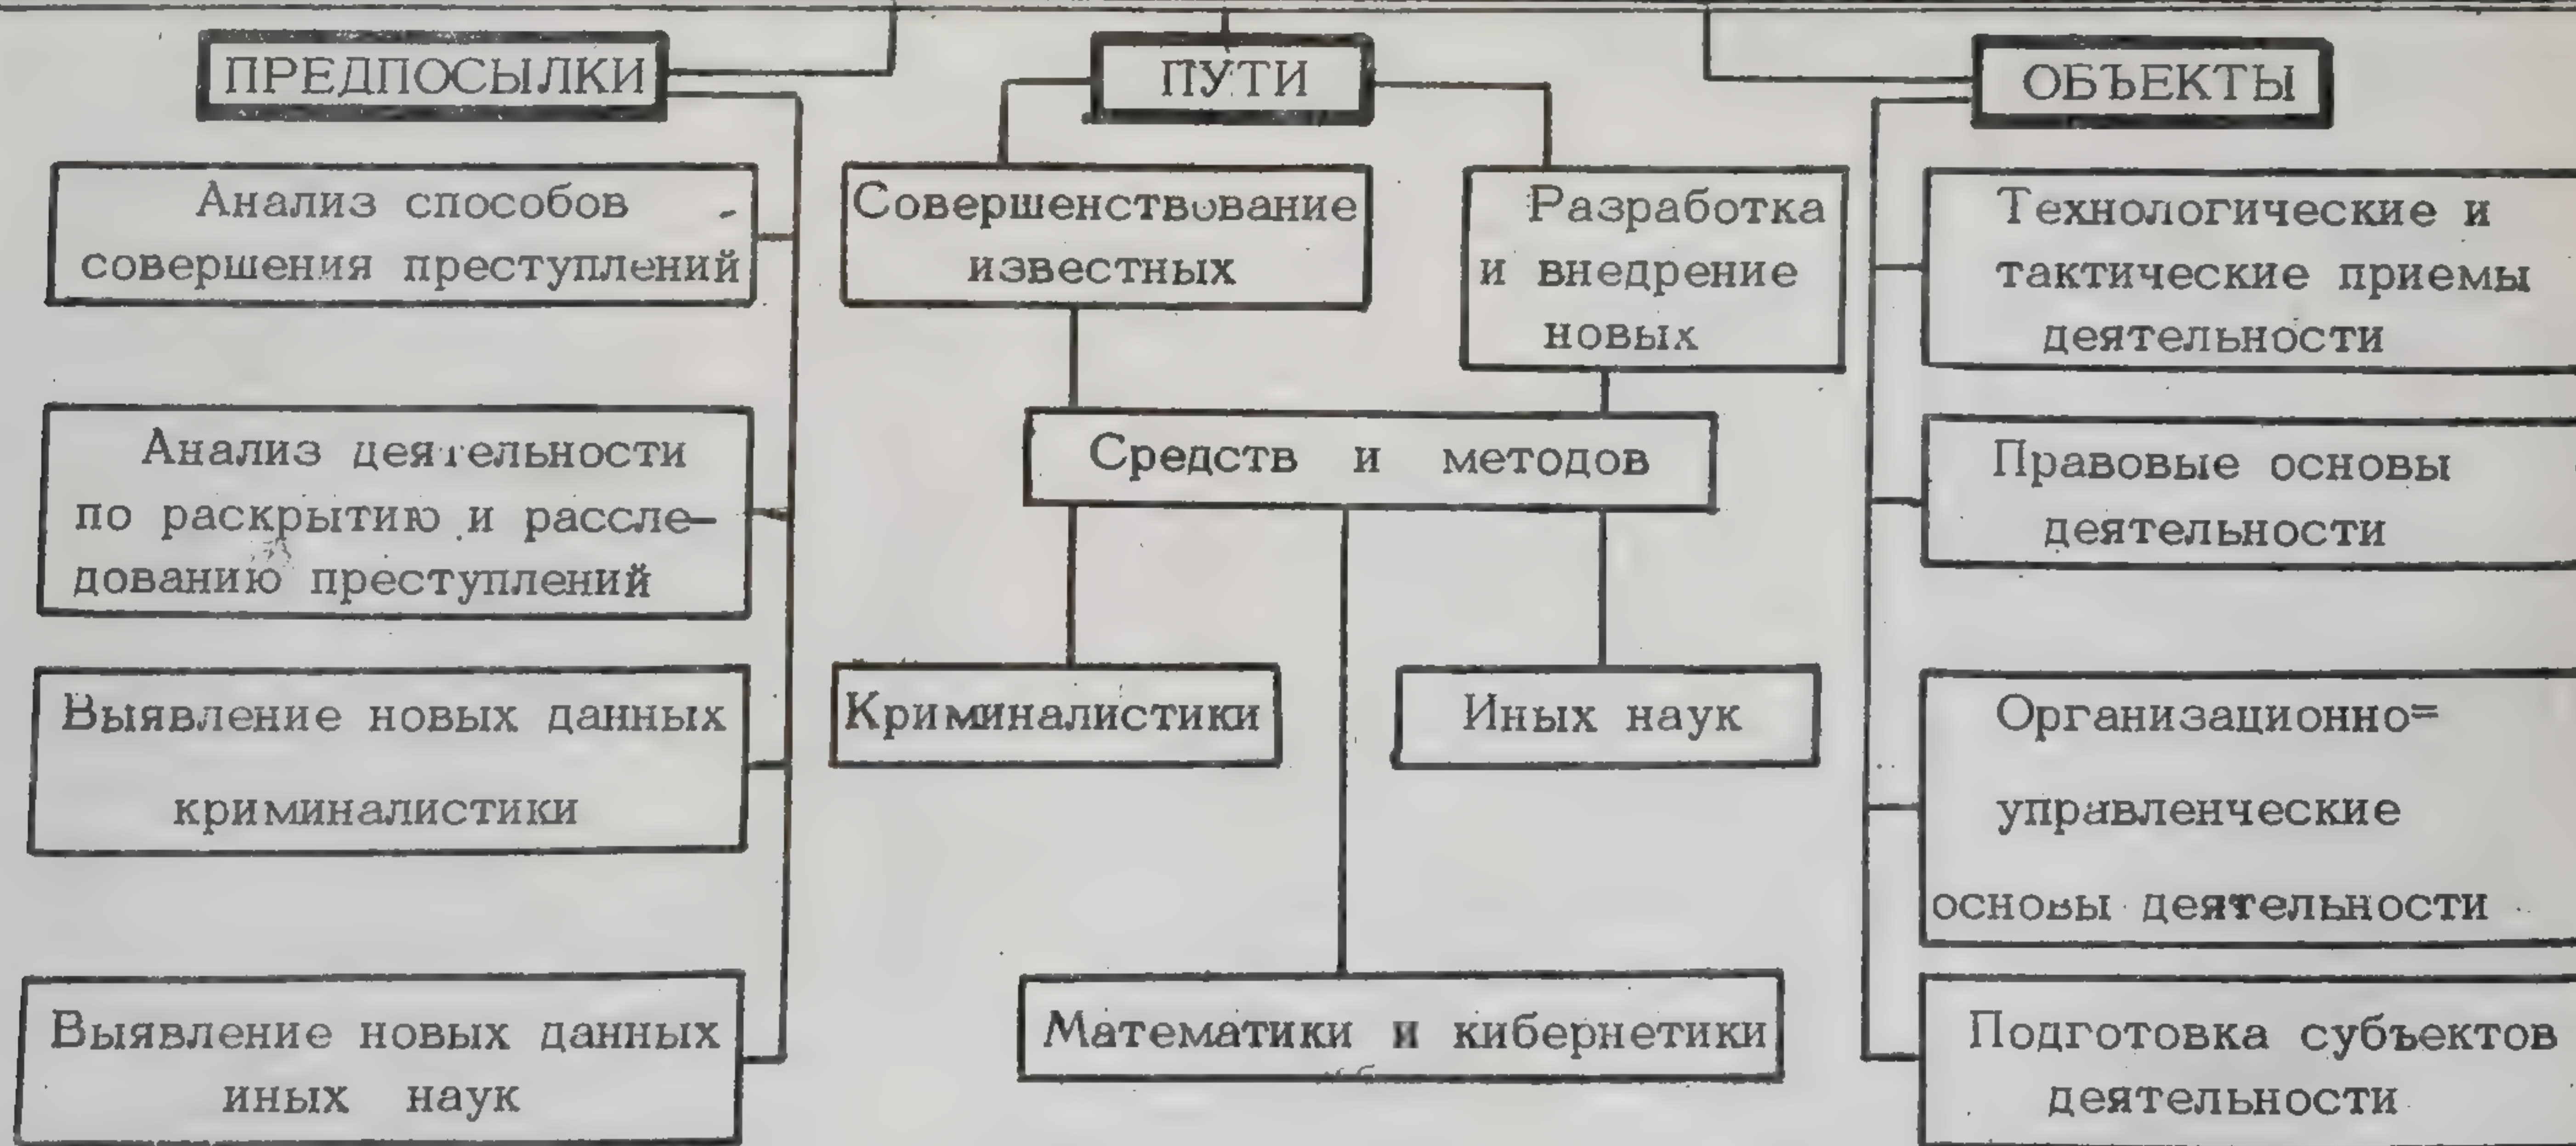 ПРЕДПОСЫЛКИ
Анализ способов
совершения преступлений
Анализ деятельности
по раскрытию и рассле-
дованию преступлений
Выявление новых данных
криминалистики
Выявление новых данных
иных наук
ПУТИ
Совершенствование
известных
Разработка
и внедрение
новых
Средств и методов
Криминалистики
Иных наук
Математики и кибернетики
ОБЪЕКТЫ
Технологические и
тактические приемы
деятельности
Правовые основы
деятельности
Организационно=
управленческие
основы деятельности
Подготовка субъектов
деятельности